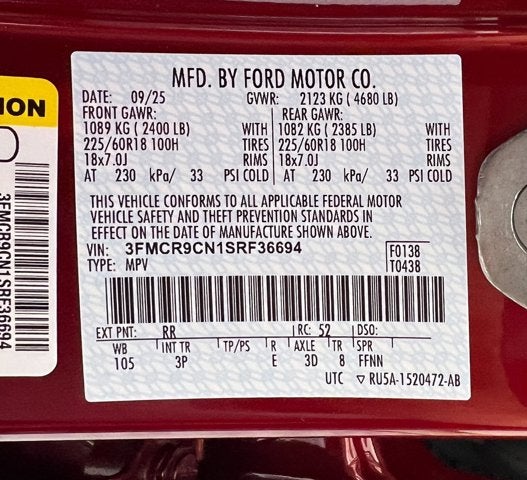 MFD. BY FORD MOTOR CO.
DATE: 09/25 GVWR: 2123 KG ( 4680 LB)
FRONT GAWR: REAR GAWR:
1089 KG ( 2400 LB) WITH 1082 KG ( 2385 LB) WITH
225/60R18 100H TIRES 225/60R18 100H TIRES
18x7.0J RIMS 18x7.0J RIMS
AT 230 kPa/ 33 PSI COLD AT 230 kPa/ 33 PSI COLD
THIS VEHICLE CONFORMS TO ALL APPLICABLE FEDERAL MOTOR
VEHICLE SAFETY AND THEFT PREVENTION STANDARDS IN
EFFECT ON THE DATE OF MANUFACTURE SHOWN ABOVE.
VIN: 3FMCR9CN1SRF36694 F0138
TYPE: MPV T0438
EXT PNT: RR RC: 52 DSO:
WB INT TR TP/PS R AXLE TR SPR
105 3P E 3D 8 FFNN
UTC ▽ RU5A-1520472-AB
ION
3FMCR9CN1SRF36694